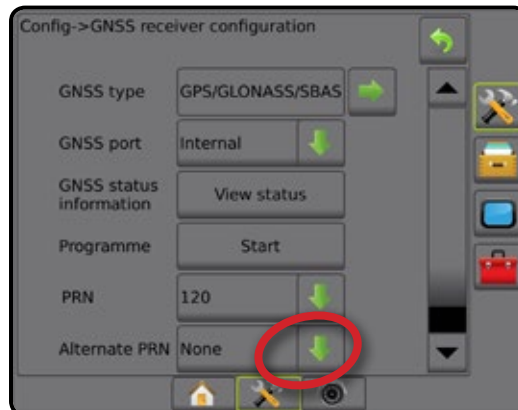 Config->GNSS receiver configuration
GNSS type GPS/GLONASS/SBAS
GNSS port Internal
GNSS status
information View status
Programme Start
PRN 120
Alternate PRN None